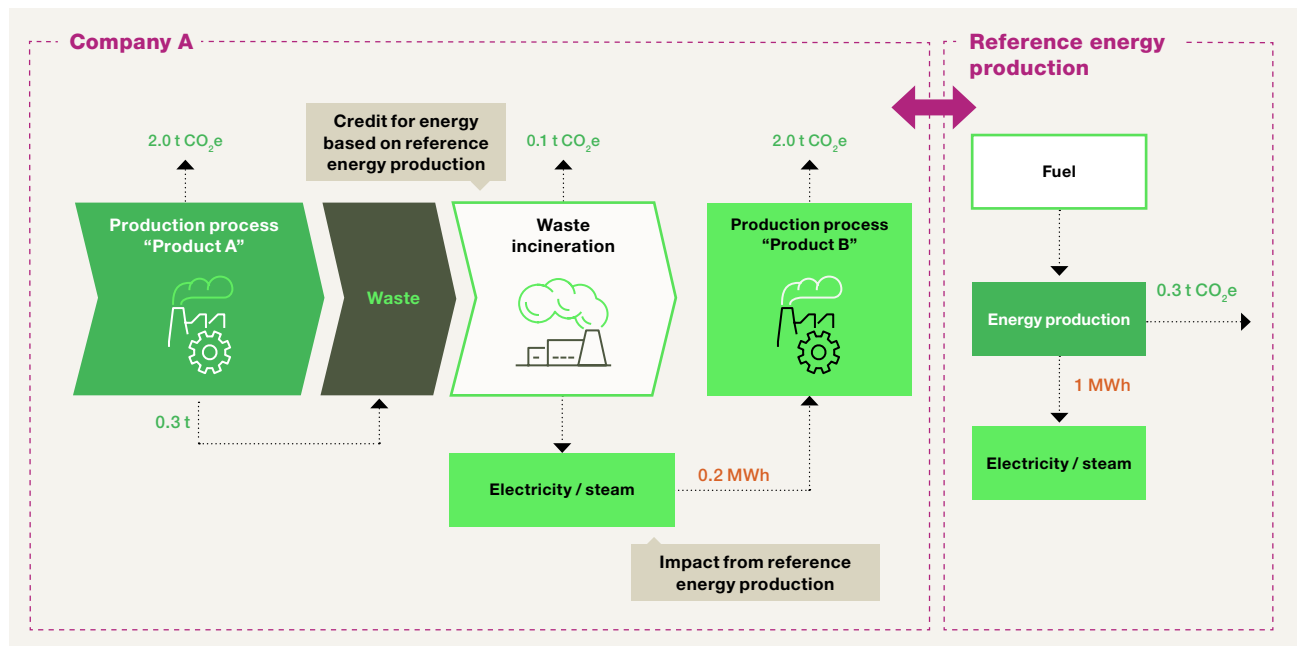 Company A
Reference energy
production
Credit for energy
based on reference
energy production
2.0 t CO₂e
0.1 t CO₂e
2.0 t CO₂e
Fuel
Production process
“Product A”
Waste
Waste
incineration
Production process
“Product B”
Energy production
0.3 t CO₂e
1 MWh
0.3 t
Electricity / steam
0.2 MWh
Electricity / steam
Impact from reference
energy production